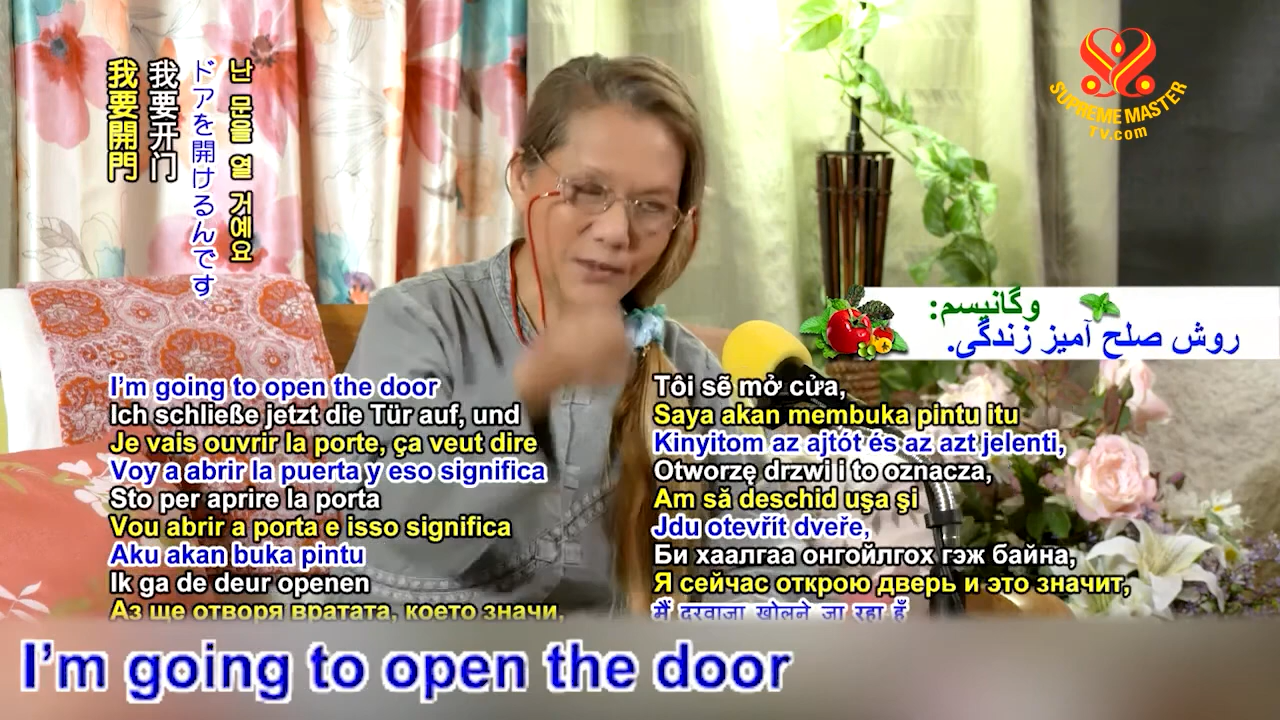 我要開門
我要开门
ドアを開けるんです
난 문을 열 거예요
SUPREME MASTER
TV.com
وگانیسم:
روش صلح آمیز زندگی.
I'm going to open the door
Ich schließe jetzt die Tür auf, und
Je vais ouvrir la porte, ça veut dire
Voy a abrir la puerta y eso significa
Sto per aprire la porta
Vou abrir a porta e isso significa
Aku akan buka pintu
Ik ga de deur openen
Аз ще отворя вратата, което значи,
Tôi sẽ mở cửa,
Saya akan membuka pintu itu
Kinyitom az ajtót és az azt jelenti,
Otworzę drzwi i to oznacza,
Am să deschid uşa şi
Jdu otevřít dveře,
Би хаалгаа онгойлгох гэж байна,
Я сейчас открою дверь и это значит,
मैं दरवाजा खोलने जा रहा हूँ
I'm going to open the door